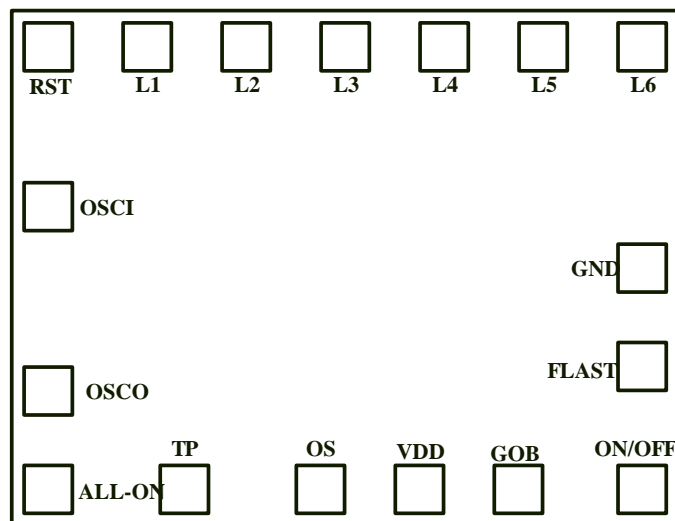 RST L1 L2 L3 L4 L5 L6
OSCI
GND
FLAST
OSCO
TP OS VDD GOB ON/OFF
ALL-ON